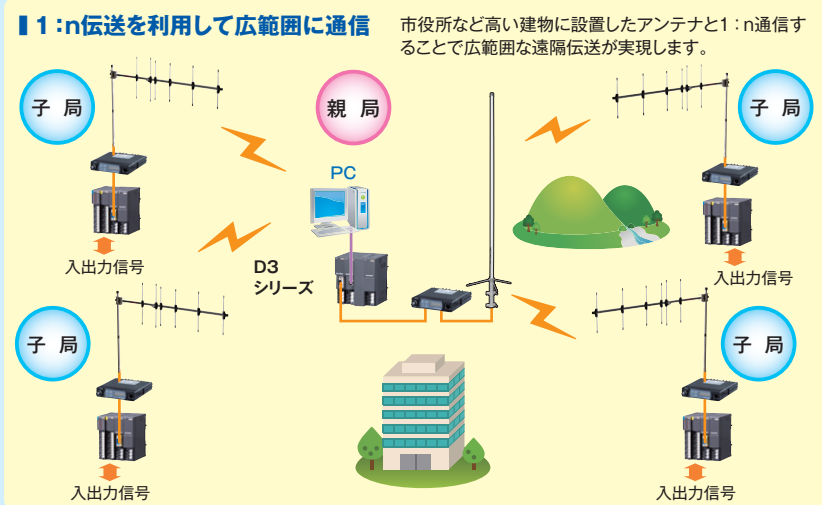 1:n伝送を利用して広範囲に通信
市役所など高い建物に設置したアンテナと1:n通信す
ることで広範囲な遠隔伝送が実現します。
子 局
親 局
子 局
PC
D3
シリーズ
入出力信号
入出力信号
子 局
子 局
入出力信号
入出力信号